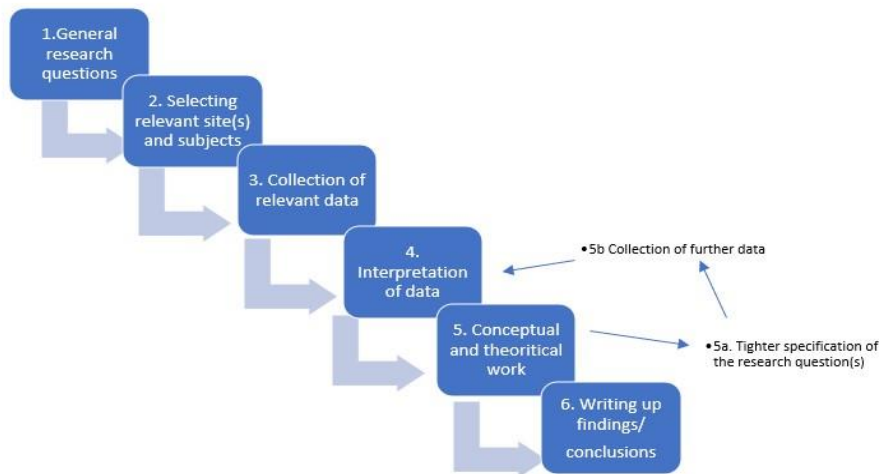 1.General
research
questions
2. Selecting
relevant site(s)
and subjects
3. Collection of
relevant data
4.
Interpretation
of data
•5b Collection of further data
5. Conceptual
and theoritical
work
•5a. Tighter specification of
the research question(s)
6. Writing up
findings/
conclusions